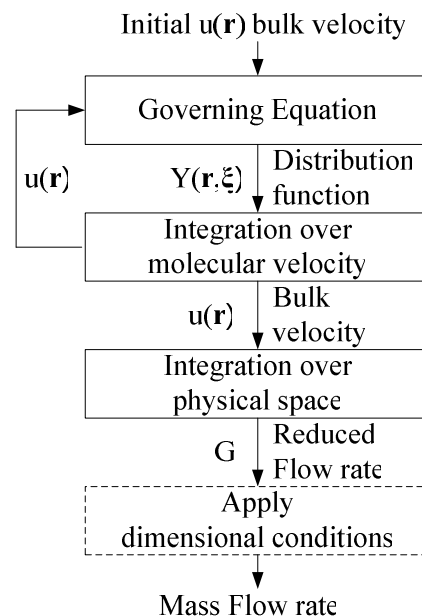 Initial u(r) bulk velocity
Governing Equation
u(r)
Y(r,ξ)
Distribution
function
Integration over
molecular velocity
u(r)
Bulk
velocity
Integration over
physical space
G
Reduced
Flow rate
Apply
dimensional conditions
Mass Flow rate